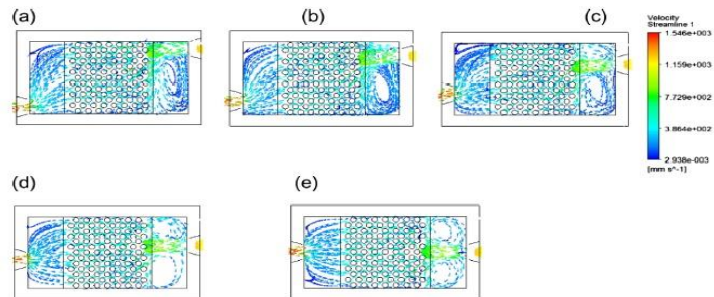 (a)
(b)
(c)
Velocity
Streamline 1
1.546e+003
1.159e+003
7.729e+002
3.864e+002
2.938e-003
[mm s^-1]
(d)
(e)